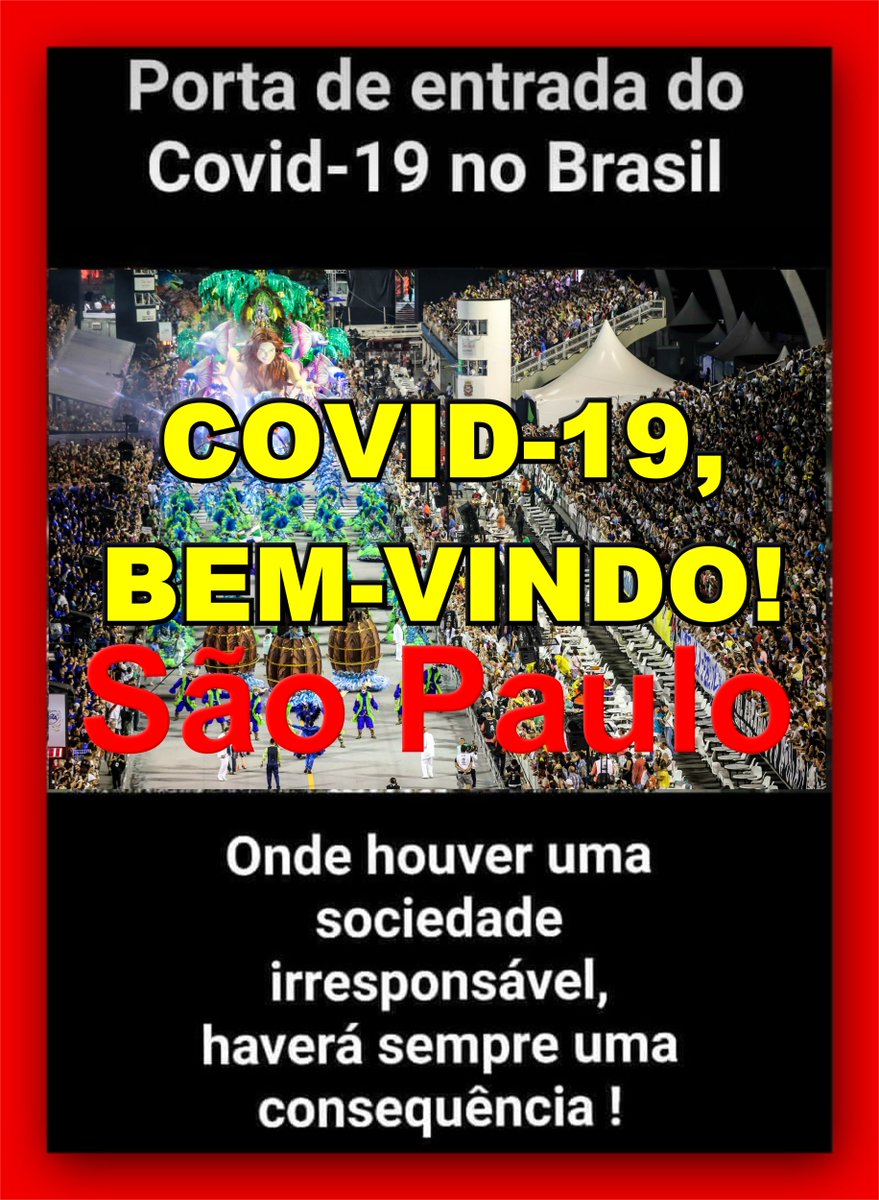 Porta de entrada do
Covid-19 no Brasil
COVID-19,
BEM-VINDO!
São Paulo
Onde houver uma
sociedade
irresponsável,
haverá sempre uma
consequência !